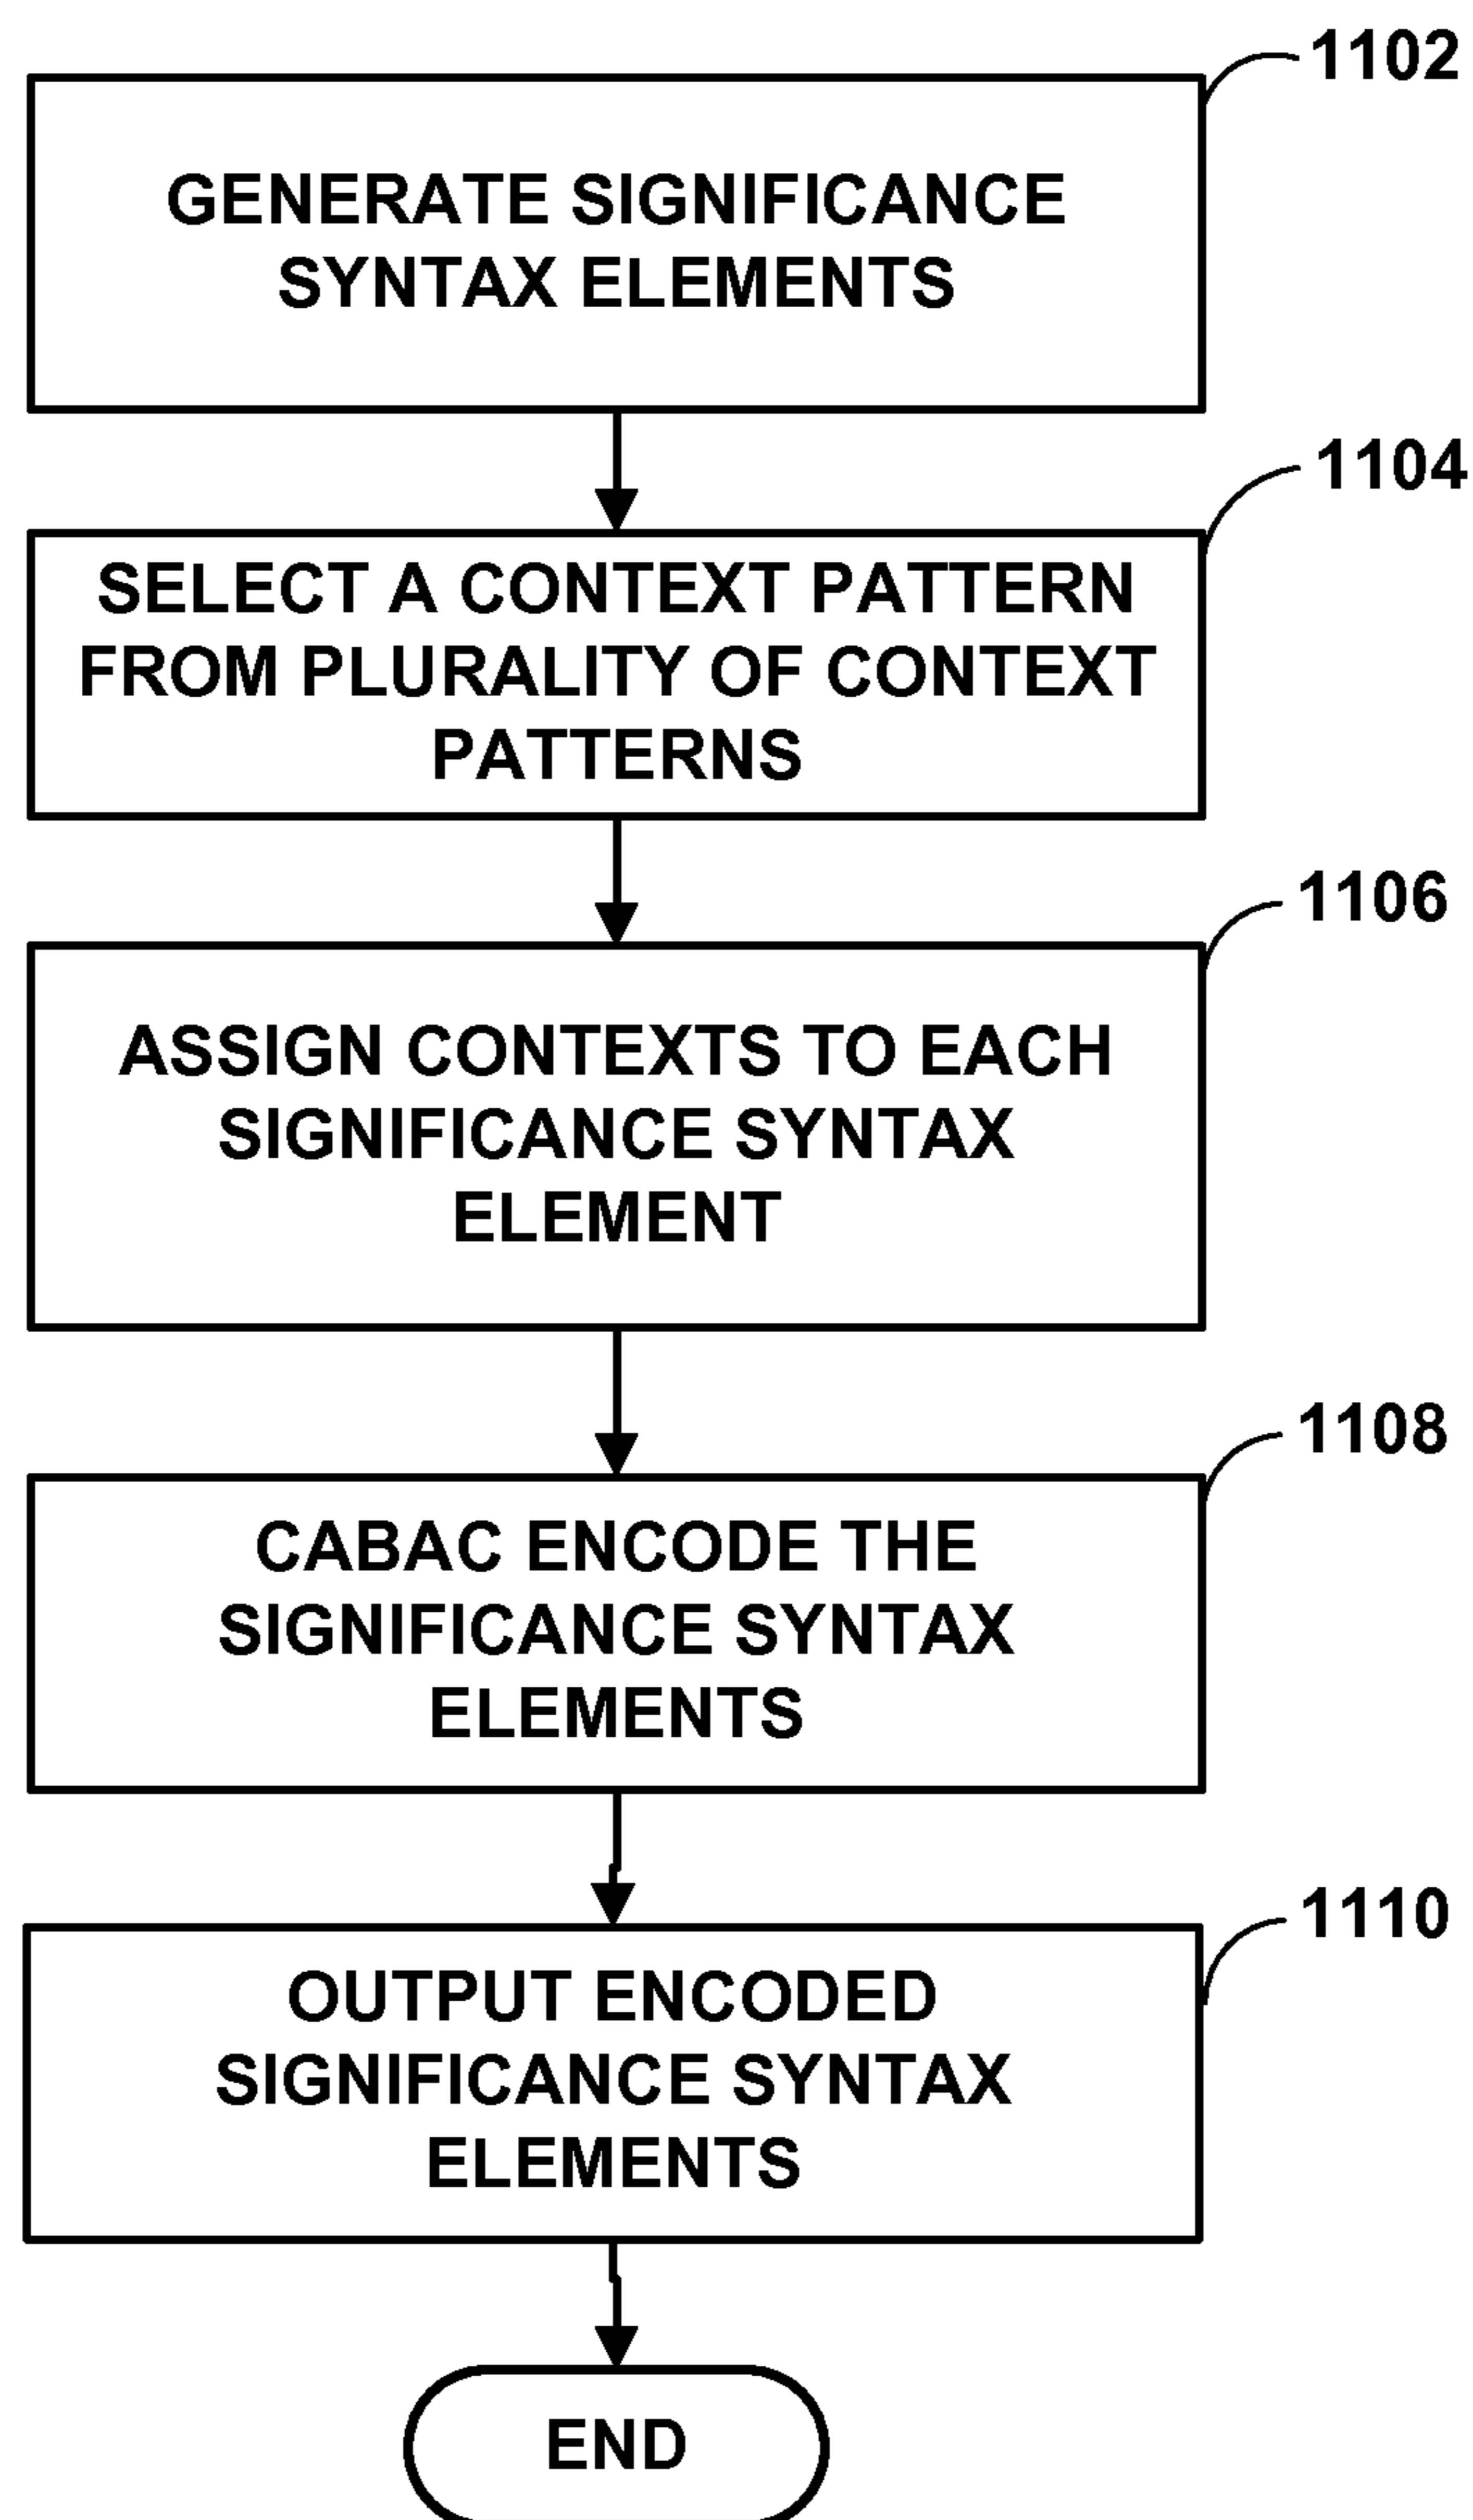 1102
GENERATE SIGNIFICANCE
SYNTAX ELEMENTS
1104
SELECT A CONTEXT PATTERN
FROM PLURALITY OF CONTEXT
PATTERNS
1106
ASSIGN CONTEXTS TO EACH
SIGNIFICANCE SYNTAX
ELEMENT
1108
CABAC ENCODE THE
SIGNIFICANCE SYNTAX
ELEMENTS
1110
OUTPUT ENCODED
SIGNIFICANCE SYNTAX
ELEMENTS
END